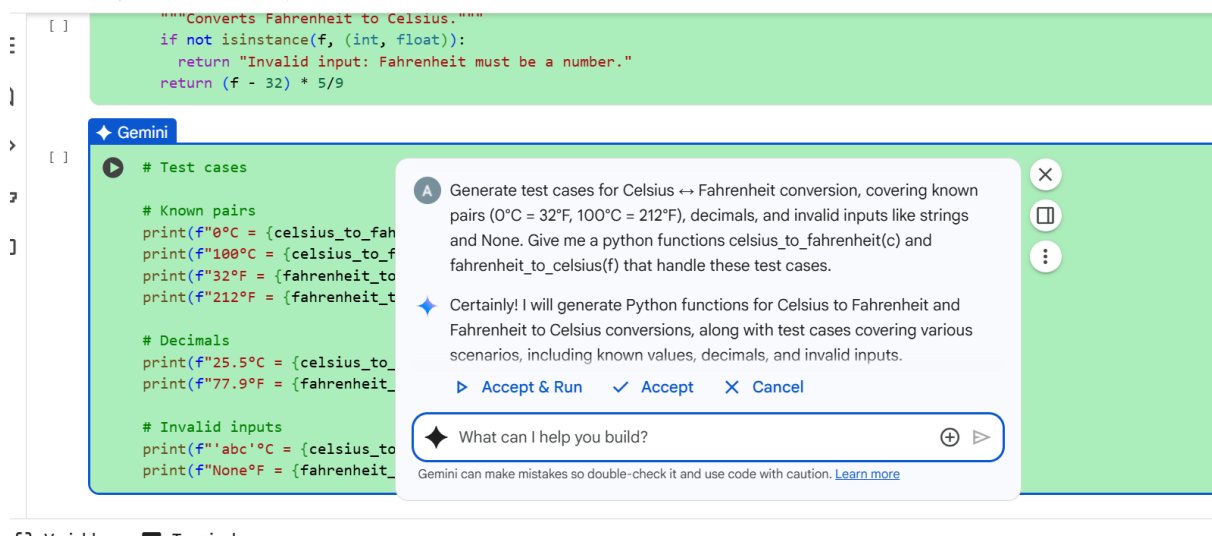 [ ]
"""Converts Fahrenheit to Celsius."""
if not isinstance(f, (int, float)):
return "Invalid input: Fahrenheit must be a number."
return (f - 32) * 5/9
Gemini
[ ]
# Test cases
# Known pairs
print(f"0°C = {celsius_to_fah
print(f"100°C = {celsius_to_f
print(f"32°F = {fahrenheit_to
print(f"212°F = {fahrenheit_t
# Decimals
print(f"25.5°C = {celsius_to_
print(f"77.9°F = {fahrenheit_
# Invalid inputs
print(f"'abc'°C = {celsius_to
print(f"None°F = {fahrenheit_
A
Generate test cases for Celsius ↔ Fahrenheit conversion, covering known
pairs (0°C = 32°F, 100°C = 212°F), decimals, and invalid inputs like strings
and None. Give me a python functions celsius_to_fahrenheit(c) and
fahrenheit_to_celsius(f) that handle these test cases.
Certainly! I will generate Python functions for Celsius to Fahrenheit and
Fahrenheit to Celsius conversions, along with test cases covering various
scenarios, including known values, decimals, and invalid inputs.
Accept & Run Accept Cancel
What can I help you build?
Gemini can make mistakes so double-check it and use code with caution. Learn more